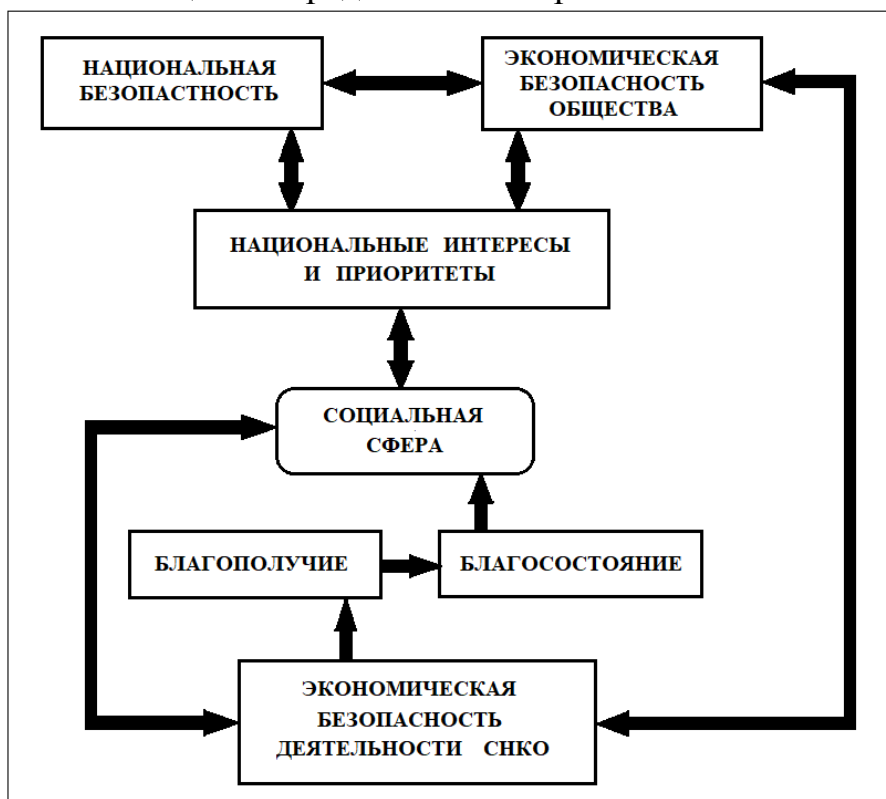 НАЦИОНАЛЬНАЯ
БЕЗОПАСТНОСТЬ
ЭКОНОМИЧЕСКАЯ
БЕЗОПАСНОСТЬ
ОБЩЕСТВА
НАЦИОНАЛЬНЫЕ ИНТЕРЕСЫ
И ПРИОРИТЕТЫ
СОЦИАЛЬНАЯ
СФЕРА
БЛАГОПОЛУЧИЕ
БЛАГОСОСТОЯНИЕ
ЭКОНОМИЧЕСКАЯ
БЕЗОПАСНОСТЬ
ДЕЯТЕЛЬНОСТИ СНКО